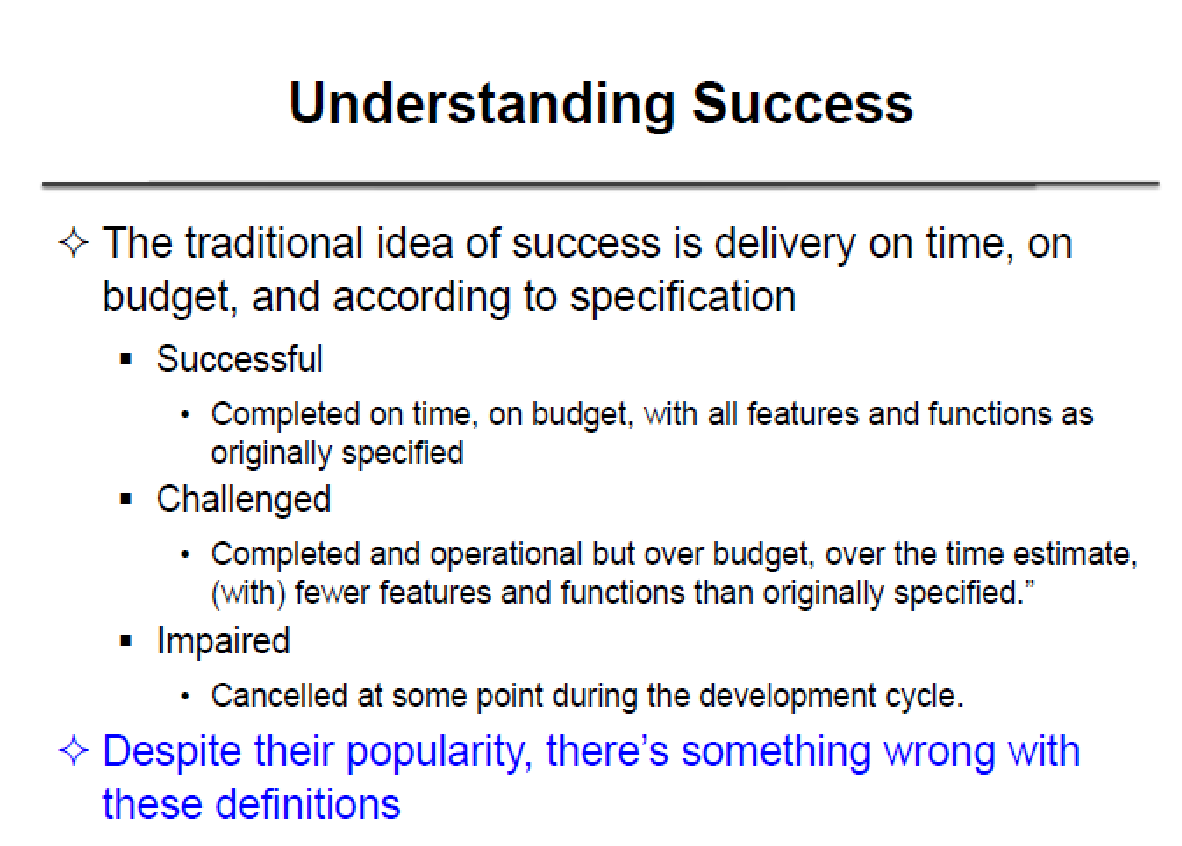 Understanding Success
✧ The traditional idea of success is delivery on time, on
budget, and according to specification
▪ Successful
• Completed on time, on budget, with all features and functions as
originally specified
▪ Challenged
• Completed and operational but over budget, over the time estimate,
(with) fewer features and functions than originally specified.”
▪ Impaired
• Cancelled at some point during the development cycle.
✧ Despite their popularity, there’s something wrong with
these definitions